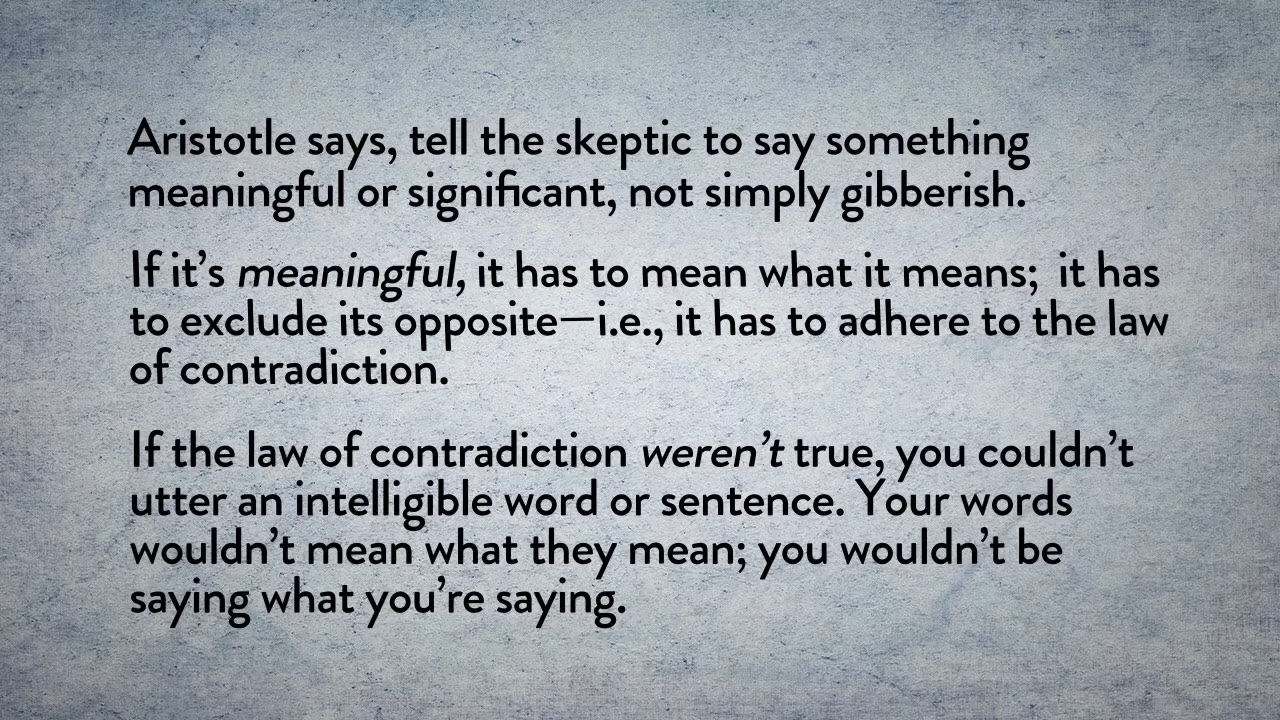 Aristotle says, tell the skeptic to say something
meaningful or significant, not simply gibberish.
If it’s meaningful, it has to mean what it means;  it has
to exclude its opposite—i.e., it has to adhere to the law
of contradiction.
If the law of contradiction weren’t true, you couldn’t
utter an intelligible word or sentence. Your words
wouldn’t mean what they mean; you wouldn’t be
saying what you’re saying.